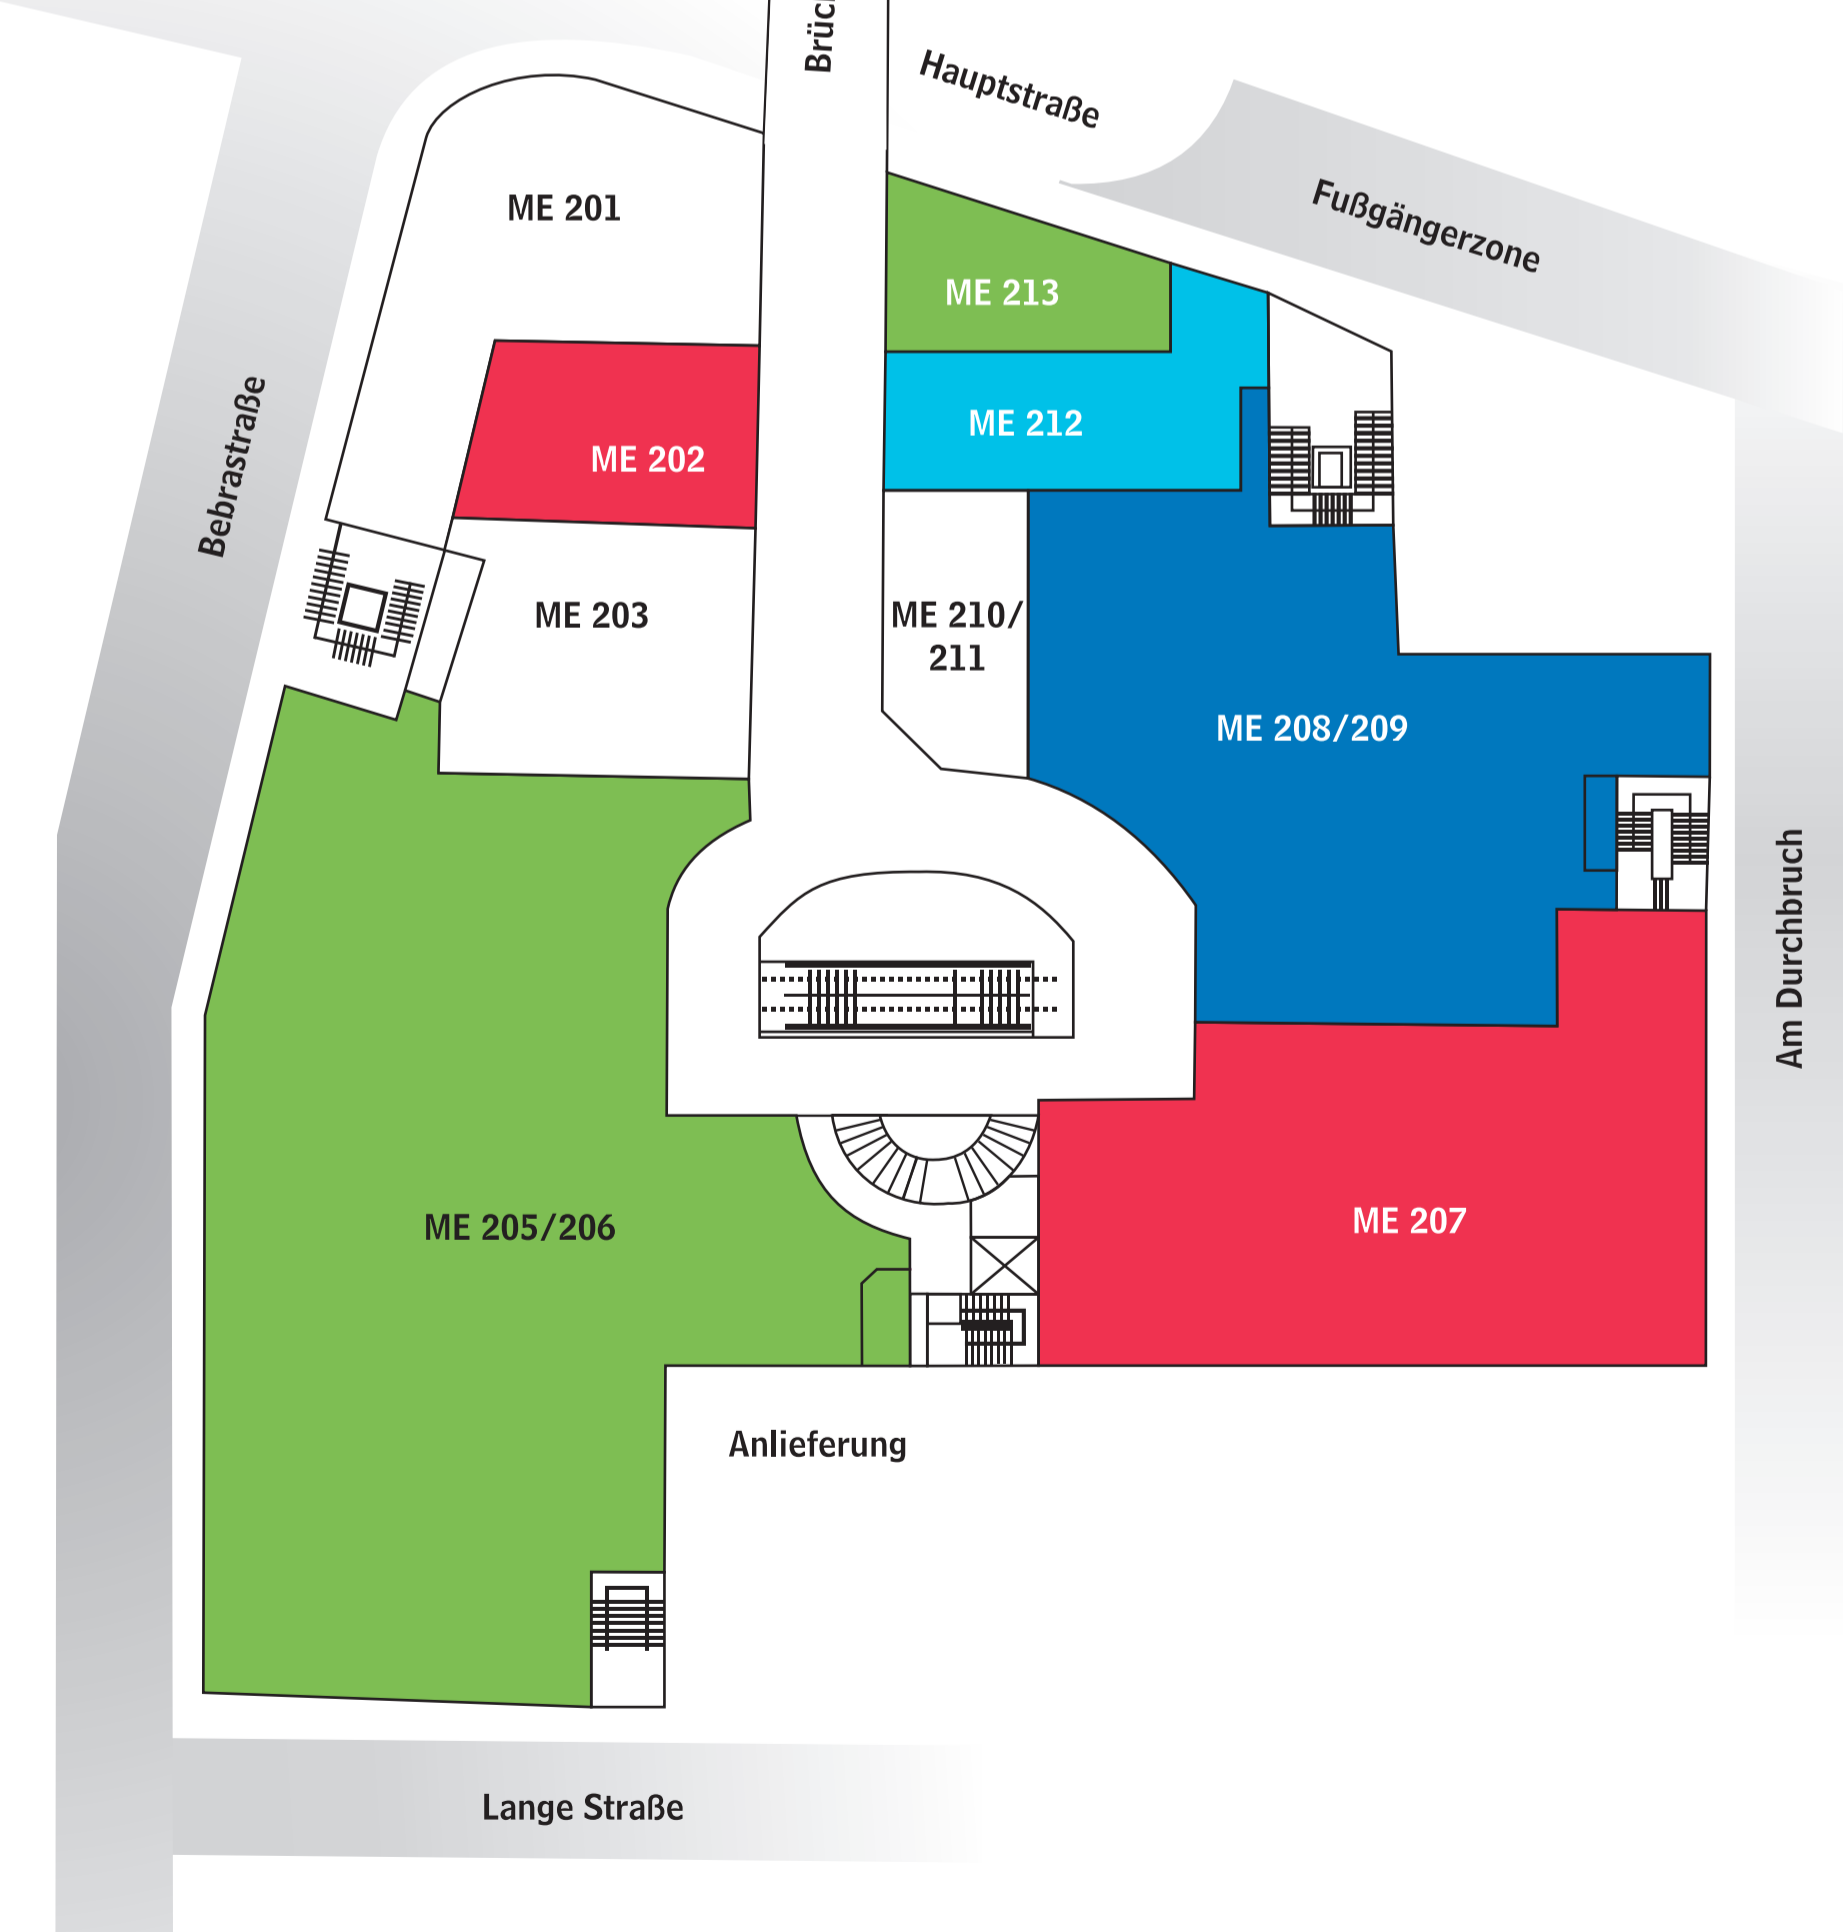 Hauptstraße
Fußgängerzone
ME 201
ME 213
ME 212
ME 202
Bebrastraße
ME 203
ME 210/
211
ME 208/209
Am Durchbruch
ME 205/206
ME 207
Anlieferung
Lange Straße